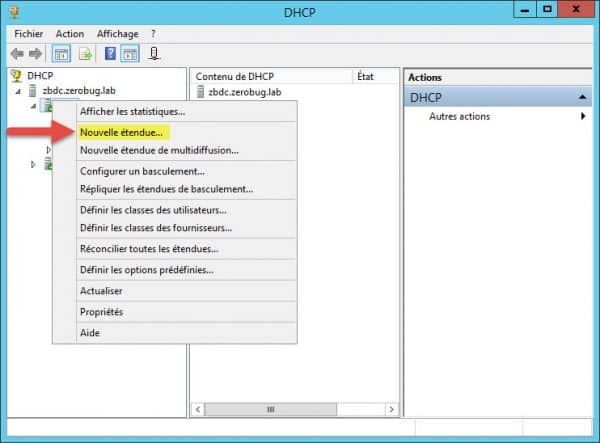 DHCP
Fichier Action Affichage ?
DHCP
zbdc.zerobug.lab
Contenu de DHCP État
zbdc.zerobug.lab
Actions
DHCP
Autres actions
Afficher les statistiques...
Nouvelle étendue...
Nouvelle étendue de multidiffusion...
Configurer un basculement...
Répliquer les étendues de basculement...
Définir les classes des utilisateurs...
Définir les classes des fournisseurs...
Réconcilier toutes les étendues...
Définir les options prédéfinies...
Actualiser
Propriétés
Aide